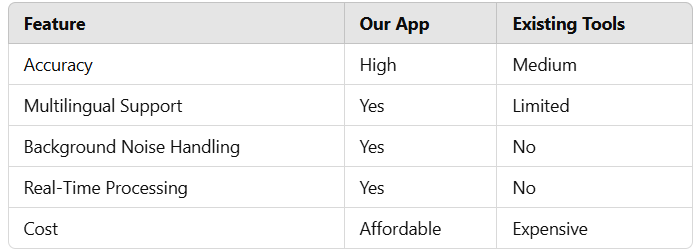 Feature Our App Existing Tools
Accuracy High Medium
Multilingual Support Yes Limited
Background Noise Handling Yes No
Real-Time Processing Yes No
Cost Affordable Expensive